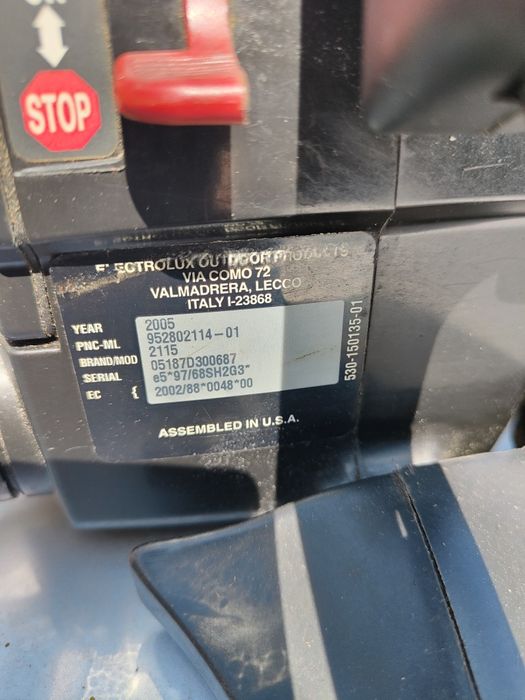 STOP
ELECTROLUX OUTDOOR PRODUCTS
VIA COMO 72
VALMADRERA, LECCO
ITALY I-23868
YEAR 2005
PNC-ML 952802114-01
BRAND/MOD 2115
SERIAL 05187D300687
EC { e5*97/68SH2G3*
2002/88*0048*00
ASSEMBLED IN U.S.A.
530-150135-01